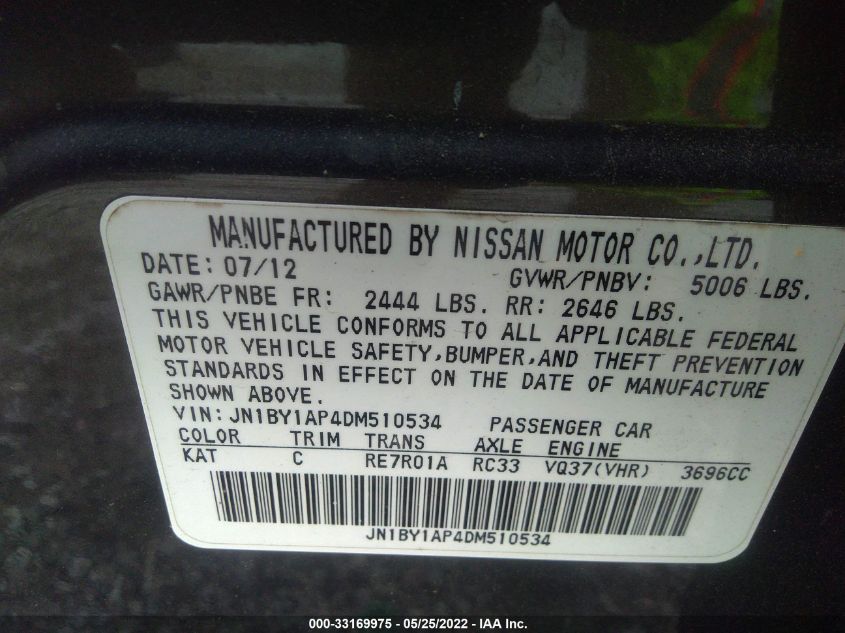 MANUFACTURED BY NISSAN MOTOR CO.,LTD.
DATE: 07/12 GVWR/PNBV: 5006 LBS.
GAWR/PNBE FR: 2444 LBS. RR: 2646 LBS.
THIS VEHICLE CONFORMS TO ALL APPLICABLE FEDERAL
MOTOR VEHICLE SAFETY,BUMPER,AND THEFT PREVENTION
STANDARDS IN EFFECT ON THE DATE OF MANUFACTURE
SHOWN ABOVE.
VIN: JN1BY1AP4DM510534 PASSENGER CAR
COLOR TRIM TRANS AXLE ENGINE
KAT C RE7R01A RC33 VQ37(VHR) 3696CC
JN1BY1AP4DM510534
000-33169975 - 05/25/2022 - IAA Inc.